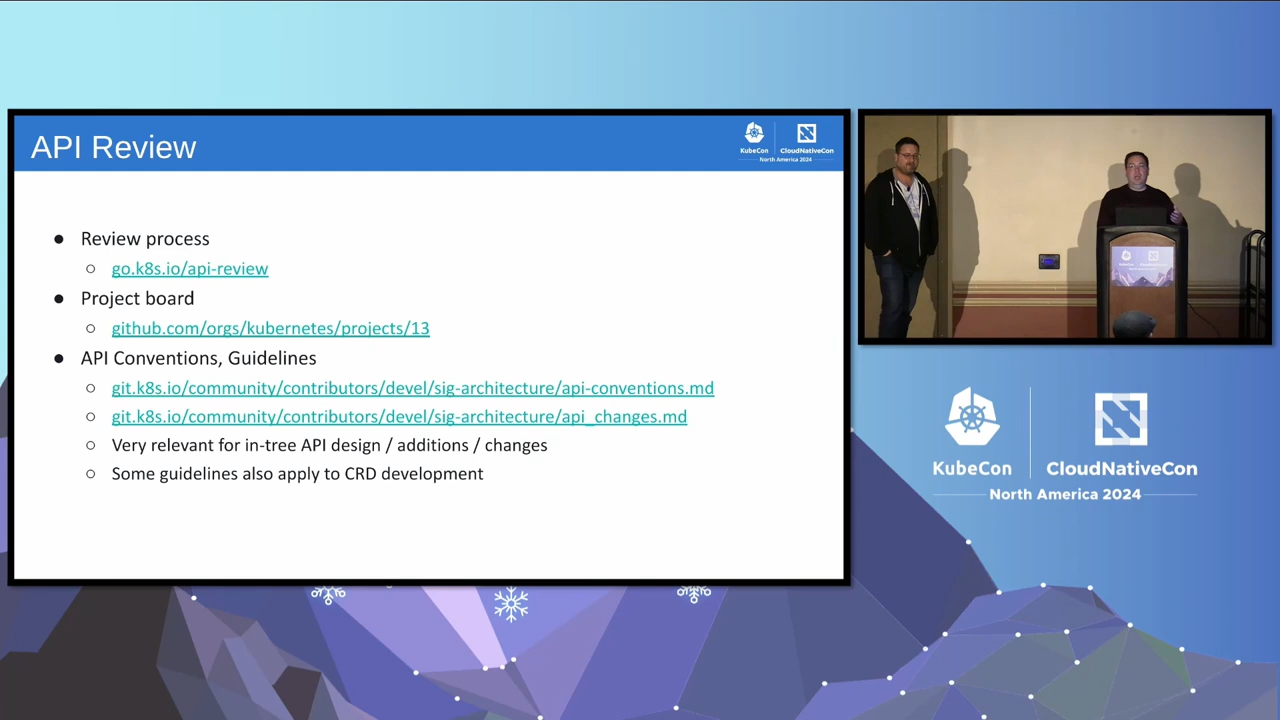 API Review
KubeCon
CloudNativeCon
North America 2024
Review process
go.k8s.io/api-review
Project board
github.com/orgs/kubernetes/projects/13
API Conventions, Guidelines
git.k8s.io/community/contributors/devel/sig-architecture/api-conventions.md
git.k8s.io/community/contributors/devel/sig-architecture/api_changes.md
Very relevant for in-tree API design / additions / changes
Some guidelines also apply to CRD development
KubeCon
CloudNativeCon
KubeCon
CloudNativeCon
North America 2024